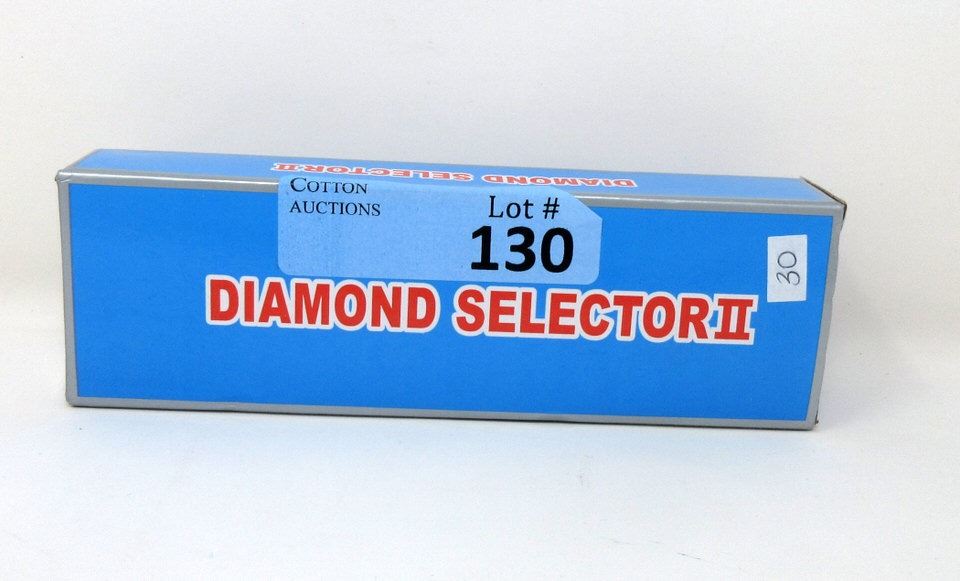 DIAMOND SELECTOR II
COTTON
AUCTIONS
Lot #
130
30
DIAMOND SELECTOR II